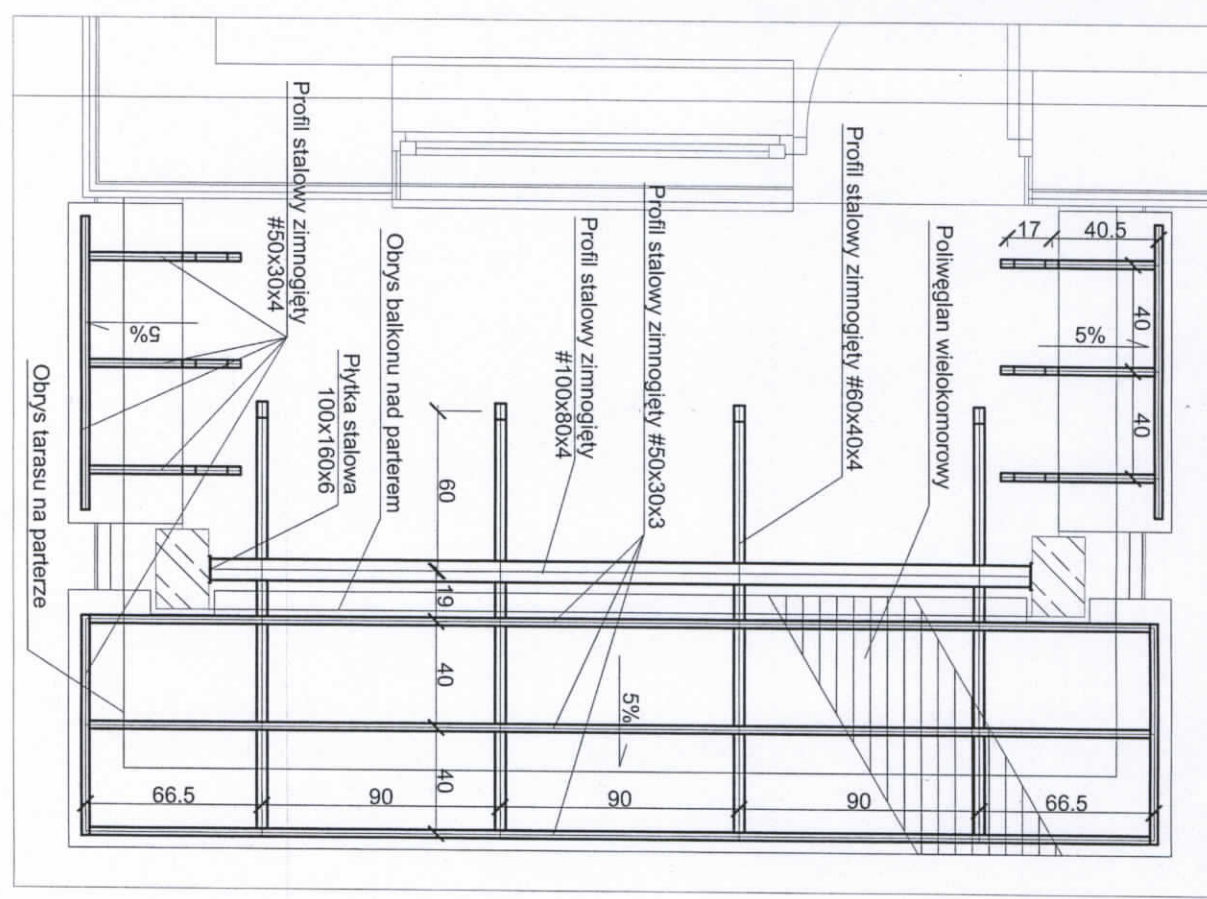 Profil stalowy zimnogięty
#50x30x4
Obrys tarasu na parterze
Płytka stalowa
100x160x6
Obrys balkonu nad parterem
Profil stalowy zimnogięty
#100x80x4
Profil stalowy zimnogięty #50x30x3
Profil stalowy zimnogięty #60x40x4
Poliwęglan wielokomorowy
17
40.5
40
5%
40
5%
60
19
40
5%
40
66.5
90
90
90
66.5